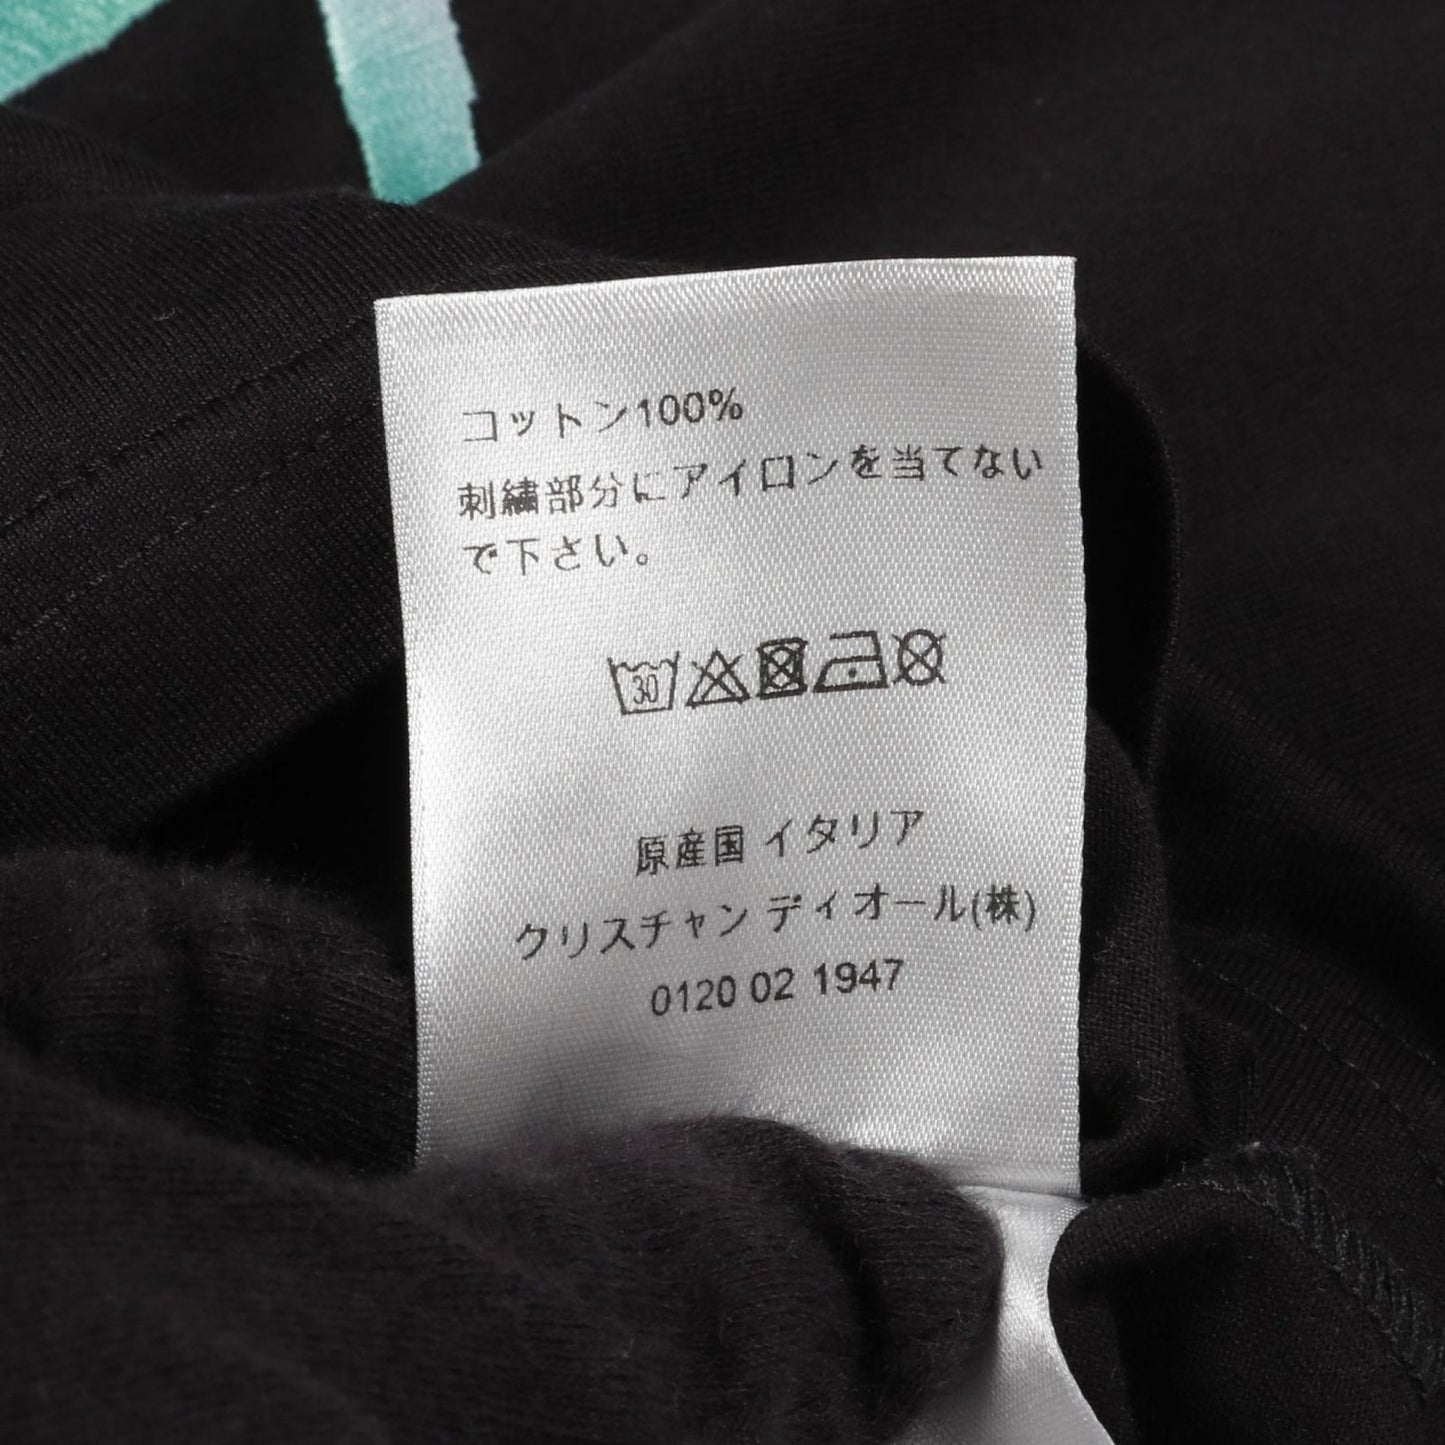 コットン100%
刺繍部分にアイロンを当てない
で下さい。
30
原産国 イタリア
クリスチャン ディオール(株)
0120 02 1947